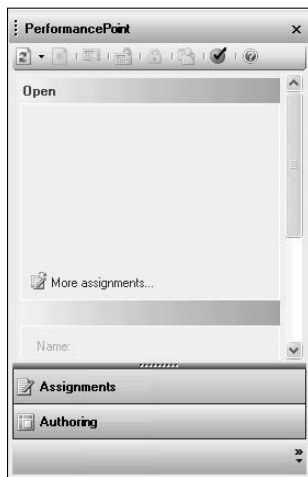 PerformancePoint
Open
More assignments...
Name:
Assignments
Authoring